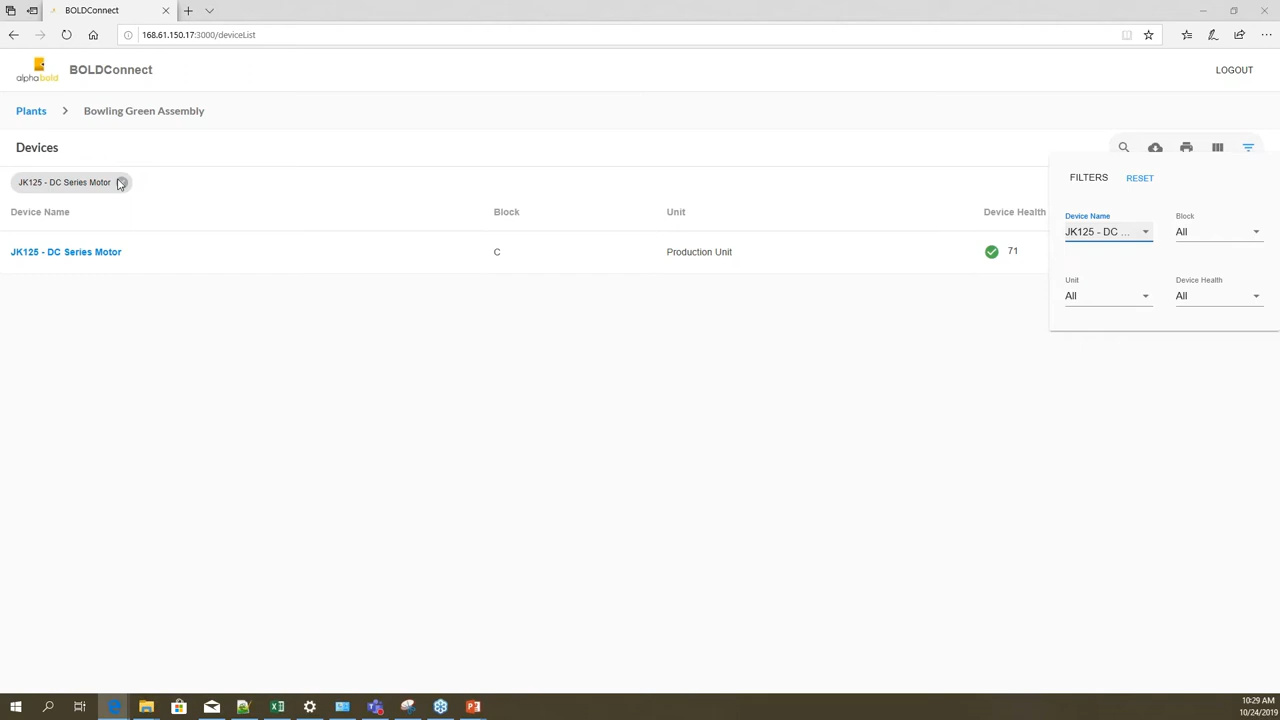 BOLDConnect
168.61.150.17:3000/deviceList
alphabold
BOLDConnect
LOGOUT
Plants
Bowling Green Assembly
Devices
FILTERS
RESET
JK125 - DC Series Motor
Device Name
Block
Unit
Device Health
Device Name
Block
JK125 - DC ...
All
JK125 - DC Series Motor
C
Production Unit
71
Unit
Device Health
All
All
10:29 AM
10/24/2019